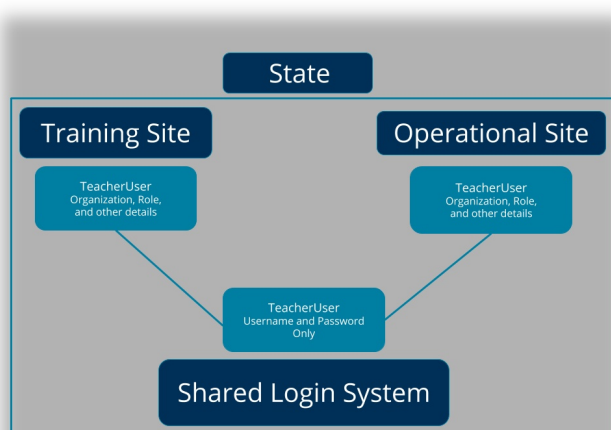 State
Training Site
Operational Site
TeacherUser
Organization, Role,
and other details
TeacherUser
Organization, Role,
and other details
TeacherUser
Username and Password
Only
Shared Login System